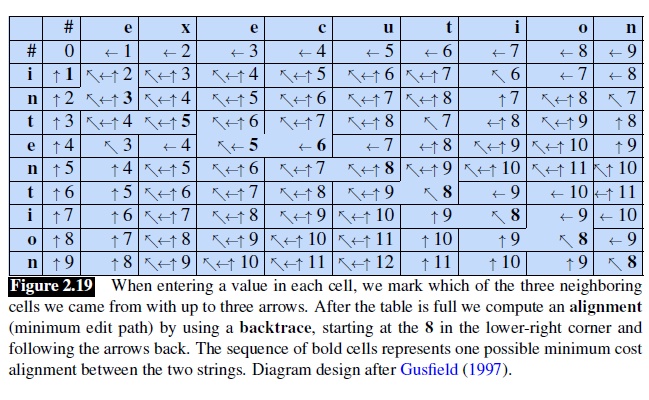 # e x e c u t i o n
# 0 ←1 ←2 ←3 ←4 ←5 ←6 ←7 ←8 ←9
i ↑1 ↖←↑2 ↖←↑3 ↖←↑4 ↖←↑5 ↖←↑6 ↖←↑7 ↖6 ←7 ←8
n ↑2 ↖←↑3 ↖←↑4 ↖←↑5 ↖←↑6 ↖←↑7 ↖←↑8 ↑7 ↖←↑8 ↖7
t ↑3 ↖←↑4 ↖←↑5 ↖←↑6 ↖←↑7 ↖←↑8 ↖7 ←↑8 ↖←↑9 ↑8
e ↑4 ↖3 ←4 ↖←5 ←6 ←7 ←↑8 ↖←↑9 ↖←↑10 ↑9
n ↑5 ↑4 ↖←↑5 ↖←↑6 ↖←↑7 ↖←↑8 ↖←↑9 ↖←↑10 ↖←↑11 ↖↑10
t ↑6 ↑5 ↖←↑6 ↖←↑7 ↖←↑8 ↖←↑9 ↖8 ←9 ←10 ←↑11
i ↑7 ↑6 ↖←↑7 ↖←↑8 ↖←↑9 ↖←↑10 ↑9 ↖8 ←9 ←10
o ↑8 ↑7 ↖←↑8 ↖←↑9 ↖←↑10 ↖←↑11 ↑10 ↑9 ↖8 ←9
n ↑9 ↑8 ↖←↑9 ↖←↑10 ↖←↑11 ↖←↑12 ↑11 ↑10 ↑9 ↖8
Figure 2.19 When entering a value in each cell, we mark which of the three neighboring
cells we came from with up to three arrows. After the table is full we compute an alignment
(minimum edit path) by using a backtrace, starting at the 8 in the lower-right corner and
following the arrows back. The sequence of bold cells represents one possible minimum cost
alignment between the two strings. Diagram design after Gusfield (1997).